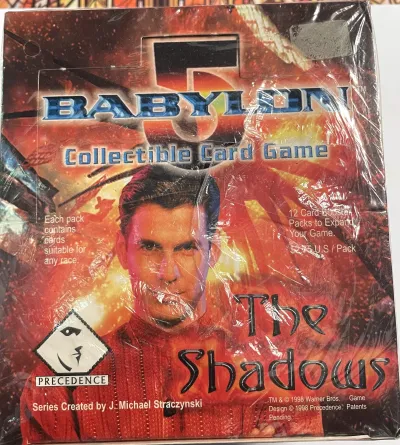 5
BABYLON
Collectible Card Game
Each pack
contains
cards
suitable for
any race.
12 Card Booster
Packs to Expand
Your Game.
U.S / Pack
The
Shadows
PRECEDENCE
Series Created by J. Michael Straczynski
TM & © 1998 Warner Bros. Game
Design © 1998 Precedence. Patents
Pending.